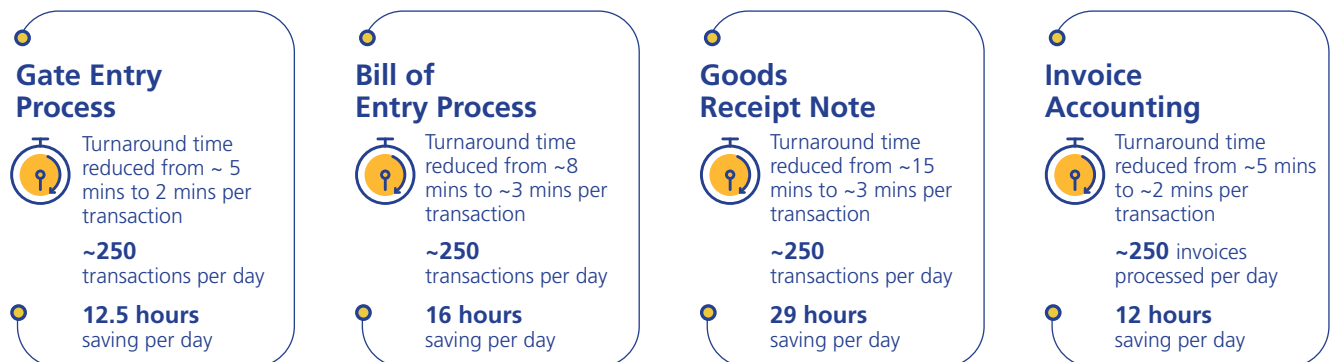 Gate Entry
Process
Turnaround time
reduced from ~ 5
mins to 2 mins per
transaction
~250
transactions per day
12.5 hours
saving per day
Bill of
Entry Process
Turnaround time
reduced from ~8
mins to ~3 mins per
transaction
~250
transactions per day
16 hours
saving per day
Goods
Receipt Note
Turnaround time
reduced from ~15
mins to ~3 mins per
transaction
~250
transactions per day
29 hours
saving per day
Invoice
Accounting
Turnaround time
reduced from ~5 mins
to ~2 mins per
transaction
~250 invoices
processed per day
12 hours
saving per day